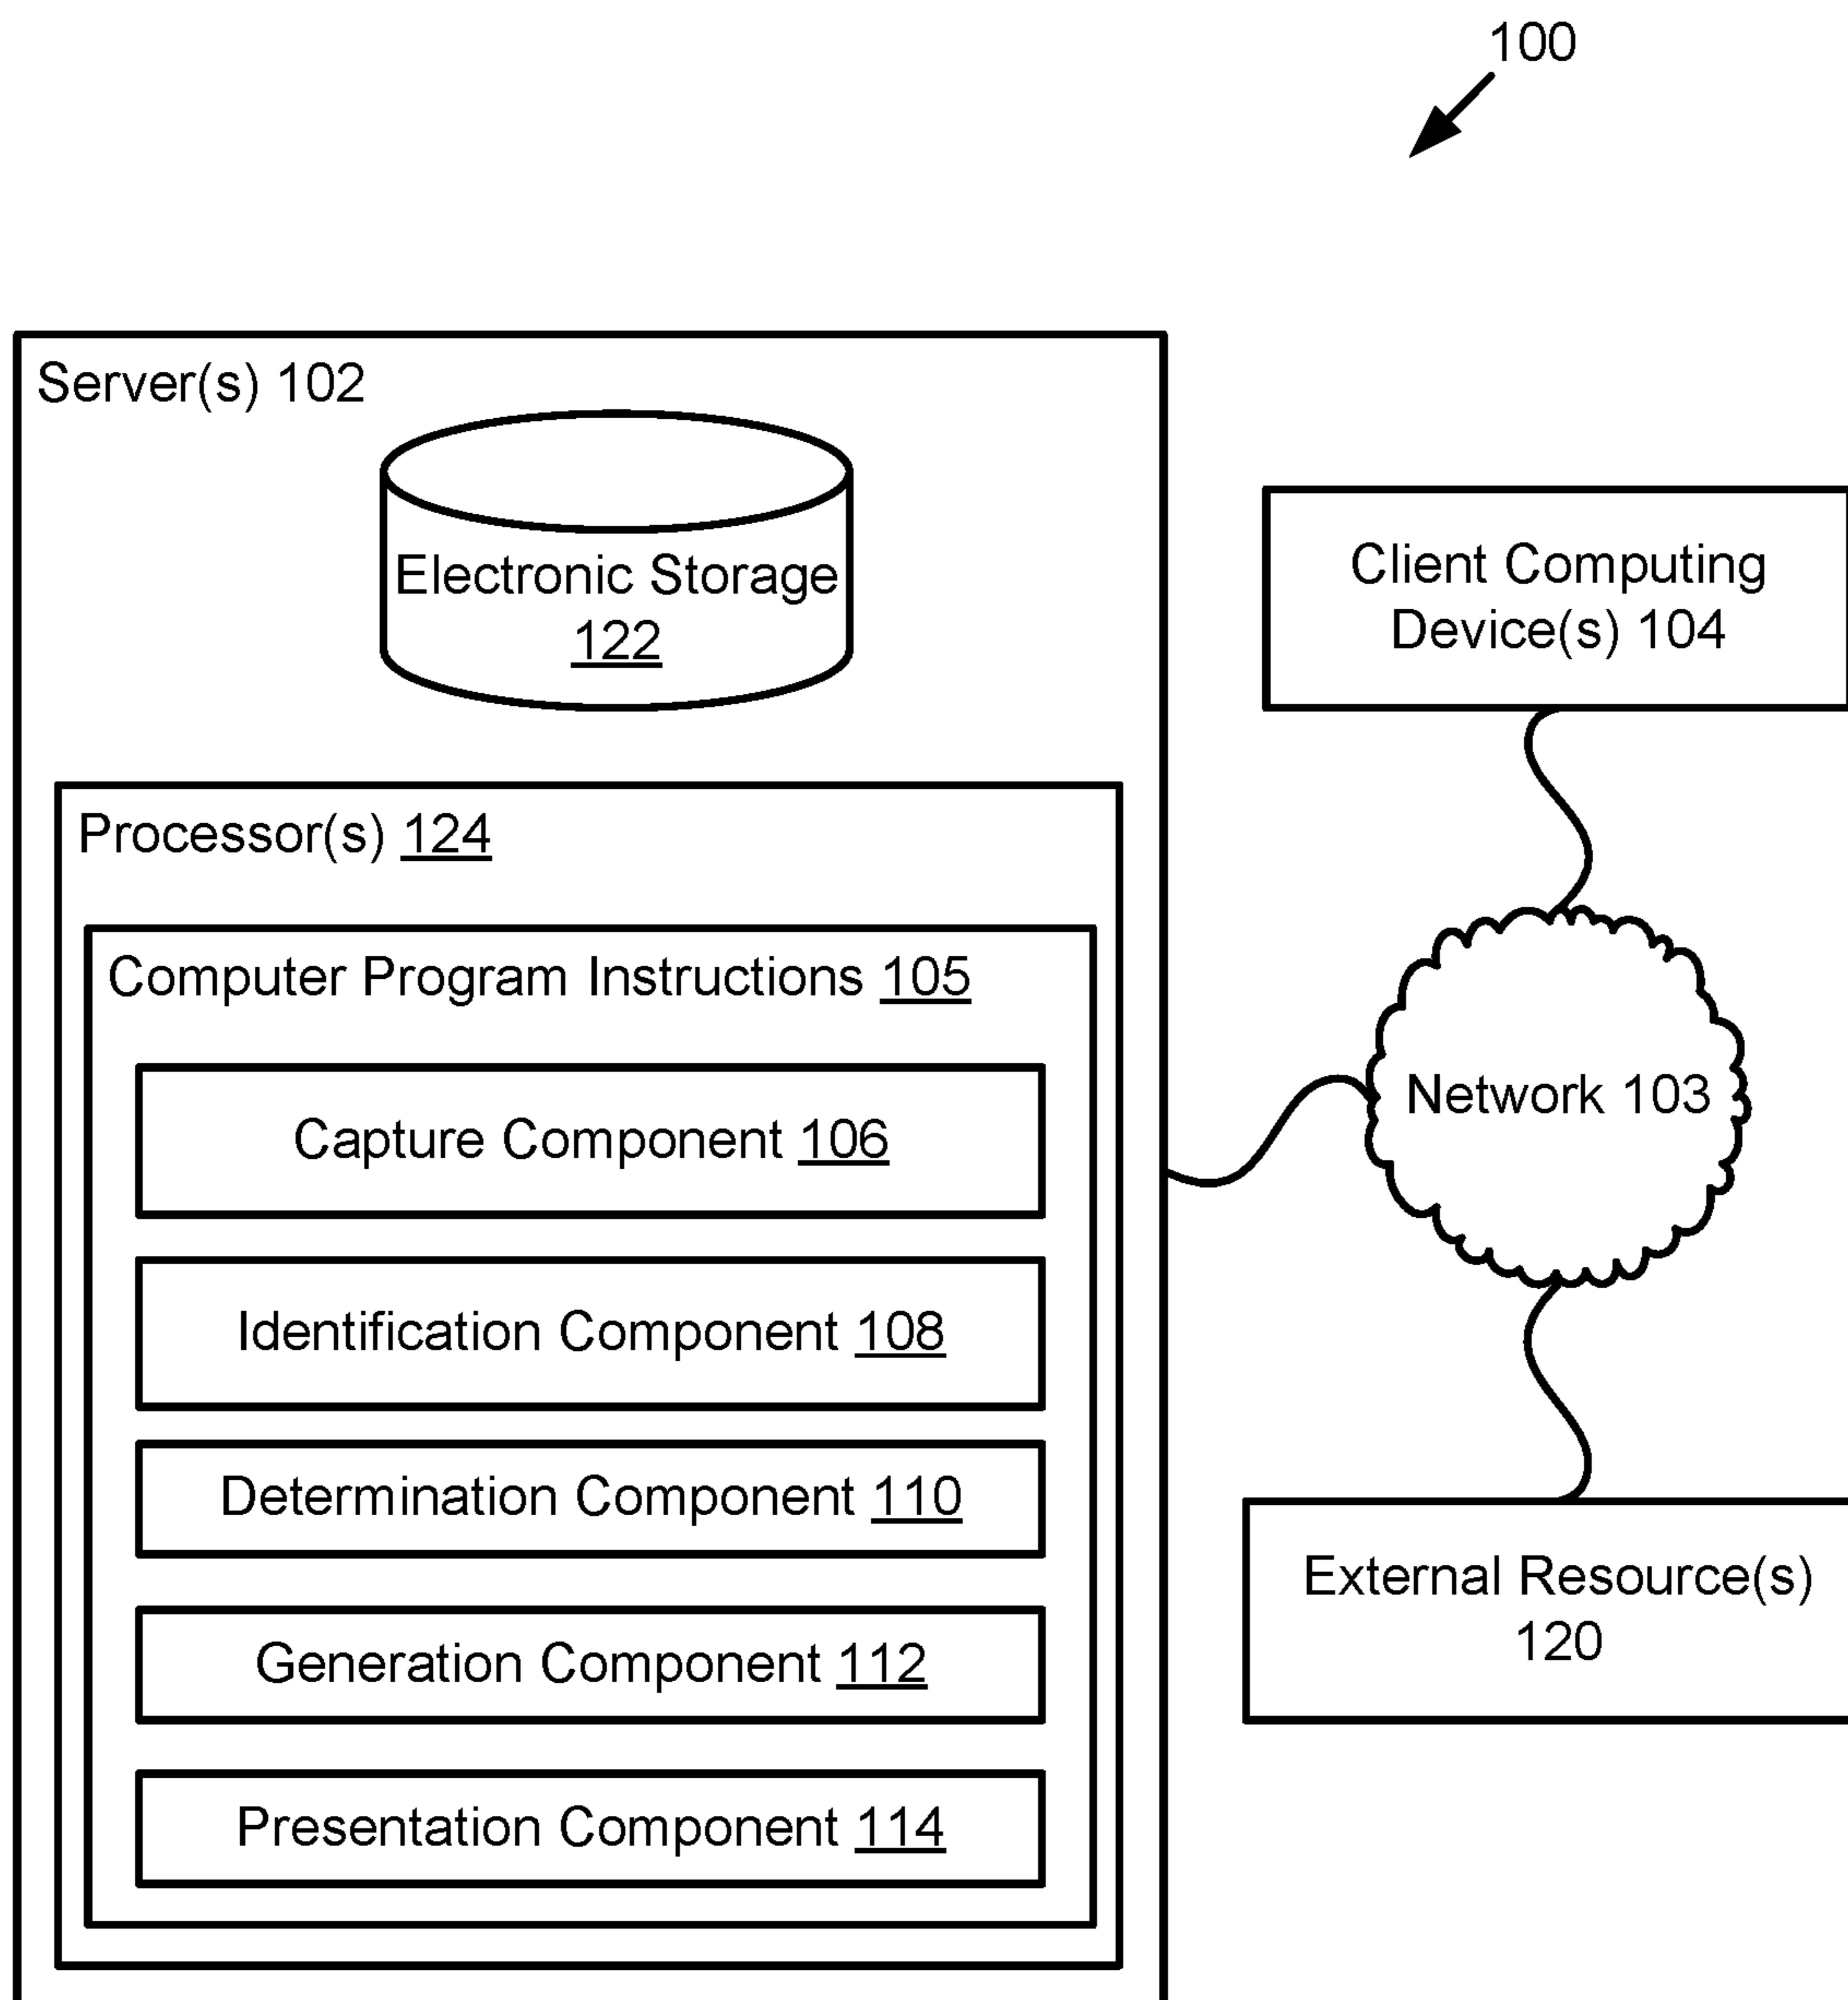 100
Server(s) 102
Electronic Storage
122
Client Computing
Device(s) 104
Processor(s) 124
Computer Program Instructions 105
Capture Component 106
Network 103
Identification Component 108
Determination Component 110
External Resource(s)
120
Generation Component 112
Presentation Component 114